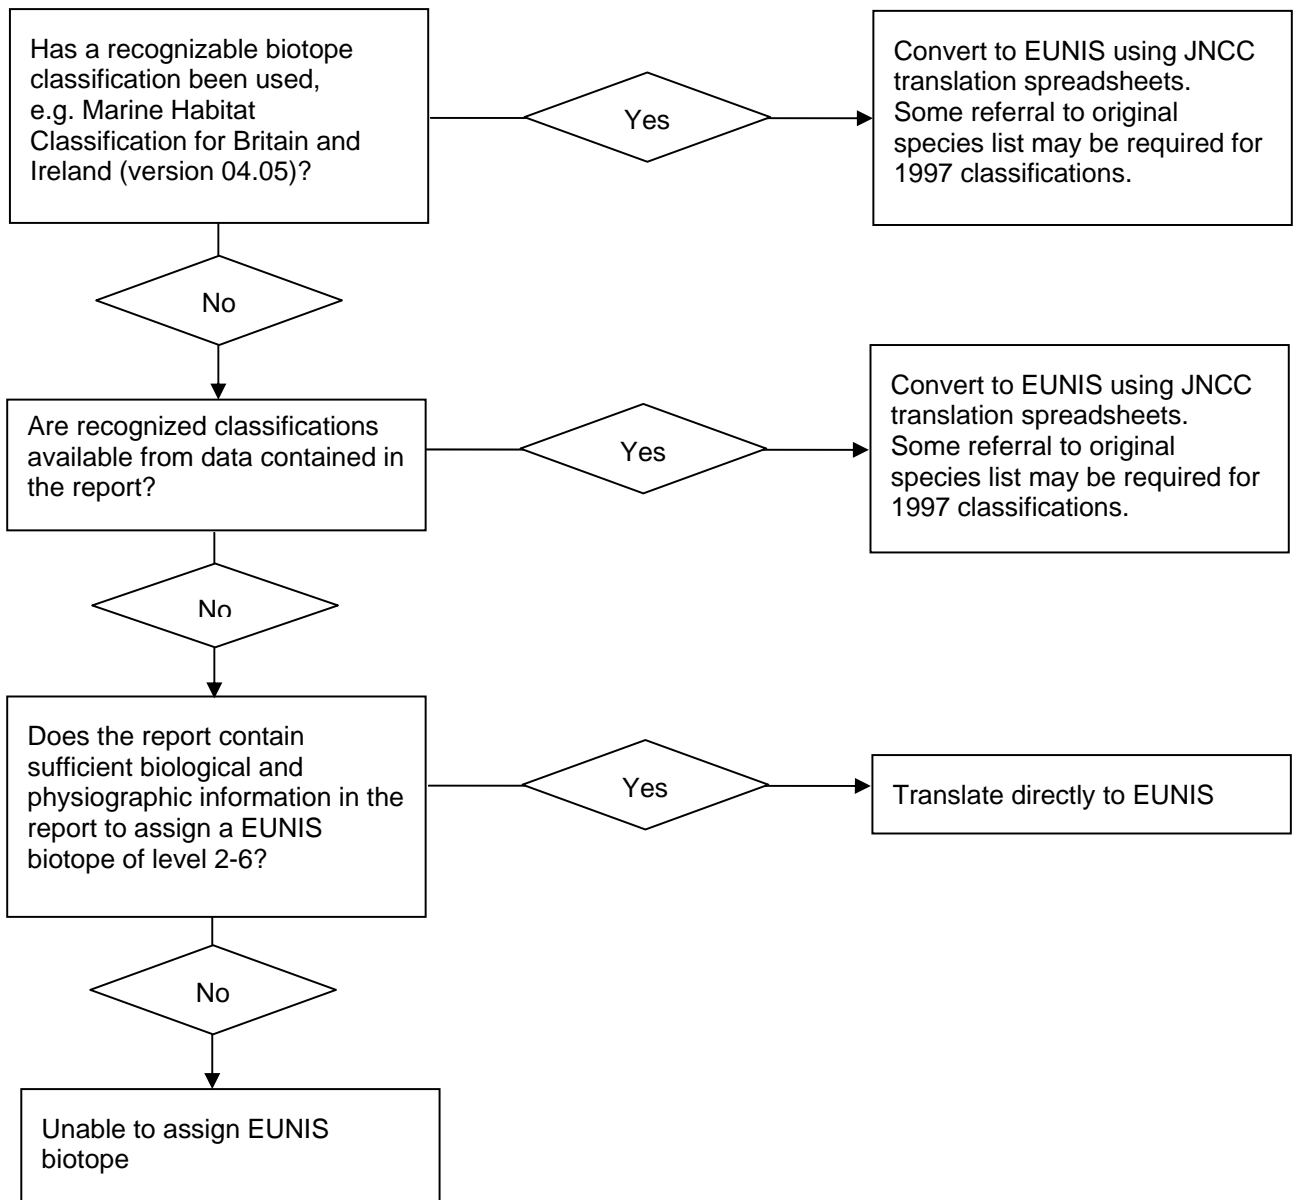 Has a recognizable biotope
classification been used,
e.g. Marine Habitat
Classification for Britain and
Ireland (version 04.05)?
Yes
Convert to EUNIS using JNCC
translation spreadsheets.
Some referral to original
species list may be required for
1997 classifications.
No
Are recognized classifications
available from data contained in
the report?
Yes
Convert to EUNIS using JNCC
translation spreadsheets.
Some referral to original
species list may be required for
1997 classifications.
No
Does the report contain
sufficient biological and
physiographic information in the
report to assign a EUNIS
biotope of level 2-6?
Yes
Translate directly to EUNIS
No
Unable to assign EUNIS
biotope